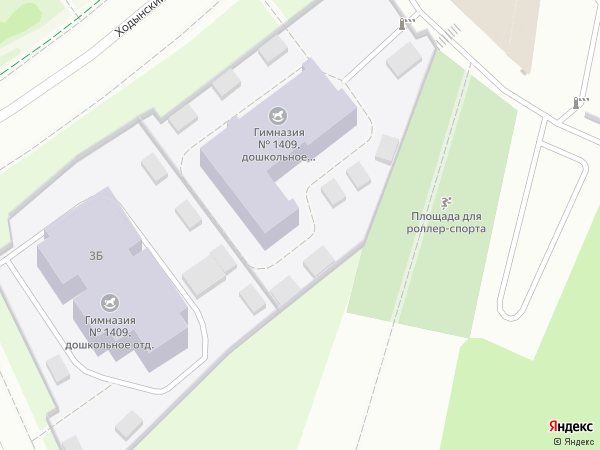 Ходынский
Гимназия
№ 1409,
дошкольное...
Площада для
роллер-спорта
3Б
Гимназия
№ 1409,
дошкольное отд.
Яндекс
© Яндекс